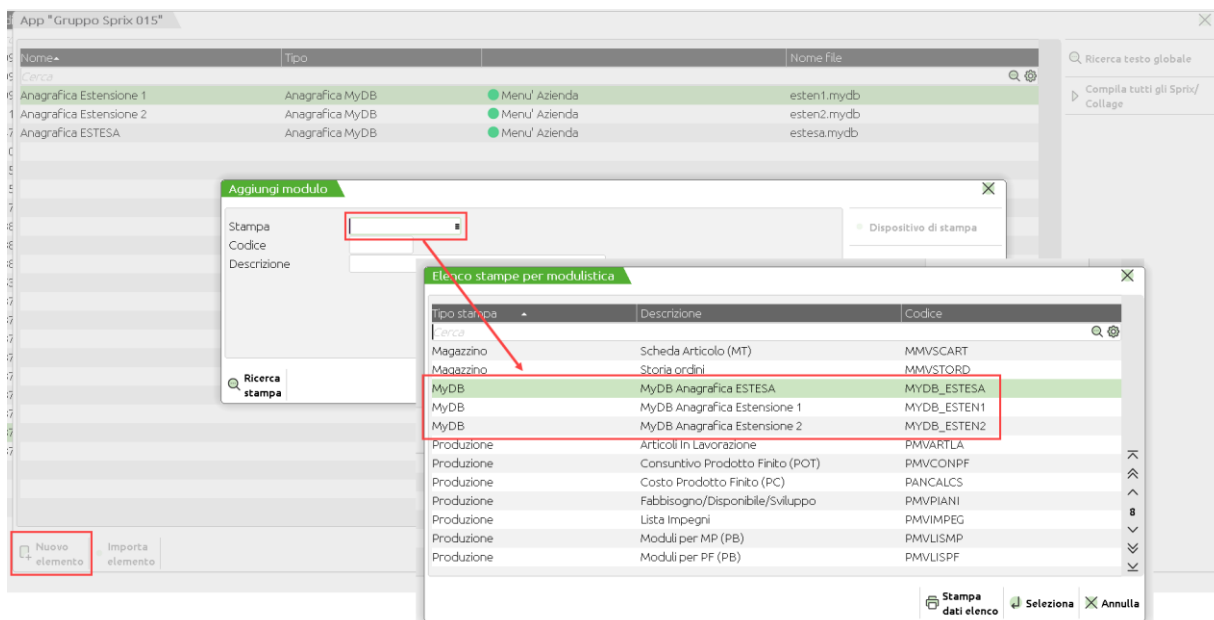 App "Gruppo Sprix 015"
Nome Tipo Nome file
Cerca
Anagrafica Estensione 1 Anagrafica MyDB Menu' Azienda esten1.mydb
Anagrafica Estensione 2 Anagrafica MyDB Menu' Azienda esten2.mydb
Anagrafica ESTESA Anagrafica MyDB Menu' Azienda estesa.mydb
Ricerca testo globale
Compila tutti gli Sprix/
Collage
Aggiungi modulo
Stampa
Codice
Descrizione
Dispositivo di stampa
Ricerca
stampa
Elenco stampe per modulistica
Tipo stampa Descrizione Codice
Cerca
Magazzino Scheda Articolo (MT) MMVSCART
Magazzino Storia ordini MMVSTORD
MyDB MyDB Anagrafica ESTESA MYDB_ESTESA
MyDB MyDB Anagrafica Estensione 1 MYDB_ESTEN1
MyDB MyDB Anagrafica Estensione 2 MYDB_ESTEN2
Produzione Articoli In Lavorazione PMVARTLA
Produzione Consuntivo Prodotto Finito (POT) PMVCONPF
Produzione Costo Prodotto Finito (PC) PANCALCS
Produzione Fabbisogno/Disponibile/Sviluppo PMVPIANI
Produzione Lista Impegni PMVIMPEG
Produzione Moduli per MP (PB) PMVLISMP
Produzione Moduli per PF (PB) PMVLISPF
8
Stampa
dati elenco
Seleziona
Annulla
Nuovo
elemento
Importa
elemento